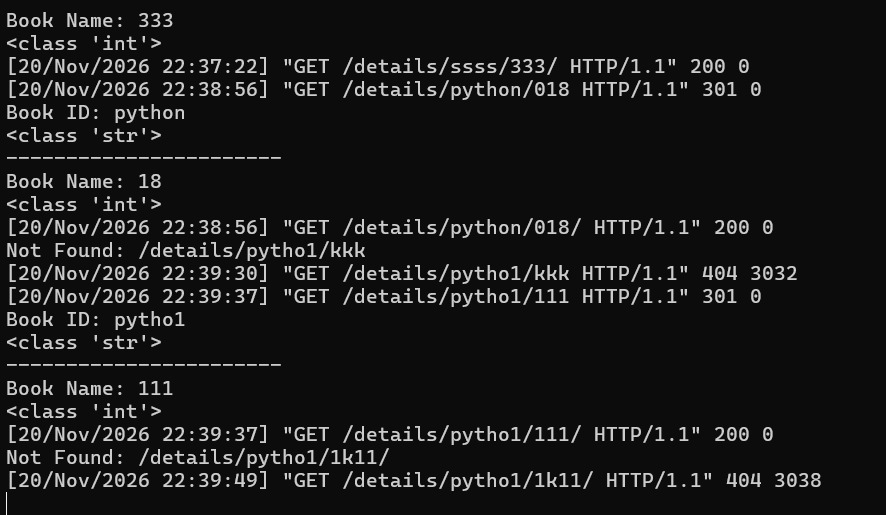 Book Name: 333
<class 'int'>
[20/Nov/2026 22:37:22] "GET /details/ssss/333/ HTTP/1.1" 200 0
[20/Nov/2026 22:38:56] "GET /details/python/018 HTTP/1.1" 301 0
Book ID: python
<class 'str'>
-----------------------
Book Name: 18
<class 'int'>
[20/Nov/2026 22:38:56] "GET /details/python/018/ HTTP/1.1" 200 0
Not Found: /details/pytho1/kkk
[20/Nov/2026 22:39:30] "GET /details/pytho1/kkk HTTP/1.1" 404 3032
[20/Nov/2026 22:39:37] "GET /details/pytho1/111 HTTP/1.1" 301 0
Book ID: pytho1
<class 'str'>
-----------------------
Book Name: 111
<class 'int'>
[20/Nov/2026 22:39:37] "GET /details/pytho1/111/ HTTP/1.1" 200 0
Not Found: /details/pytho1/1k11/
[20/Nov/2026 22:39:49] "GET /details/pytho1/1k11/ HTTP/1.1" 404 3038